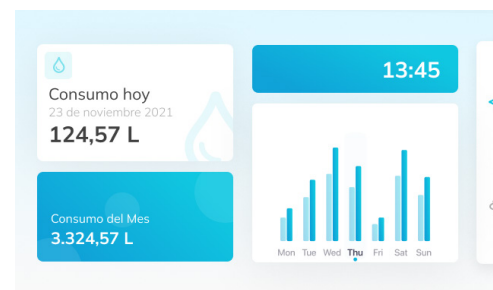 Consumo hoy
23 de noviembre 2021
124,57 L
Consumo del Mes
3.324,57 L
13:45
Mon Tue Wed Thu Fri Sat Sun